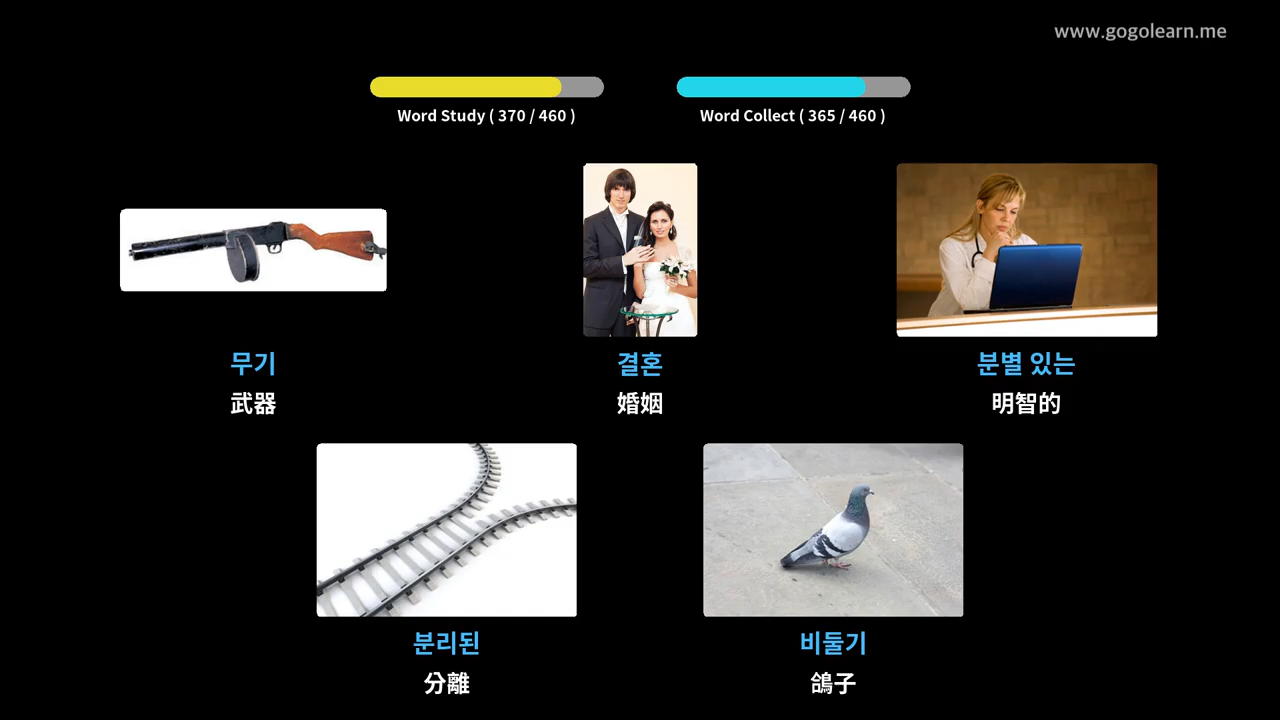 www.gogolearn.me
Word Study ( 370 / 460 )
Word Collect ( 365 / 460 )
무기
武器
결혼
婚姻
분별 있는
明智的
분리된
分離
비둘기
鴿子